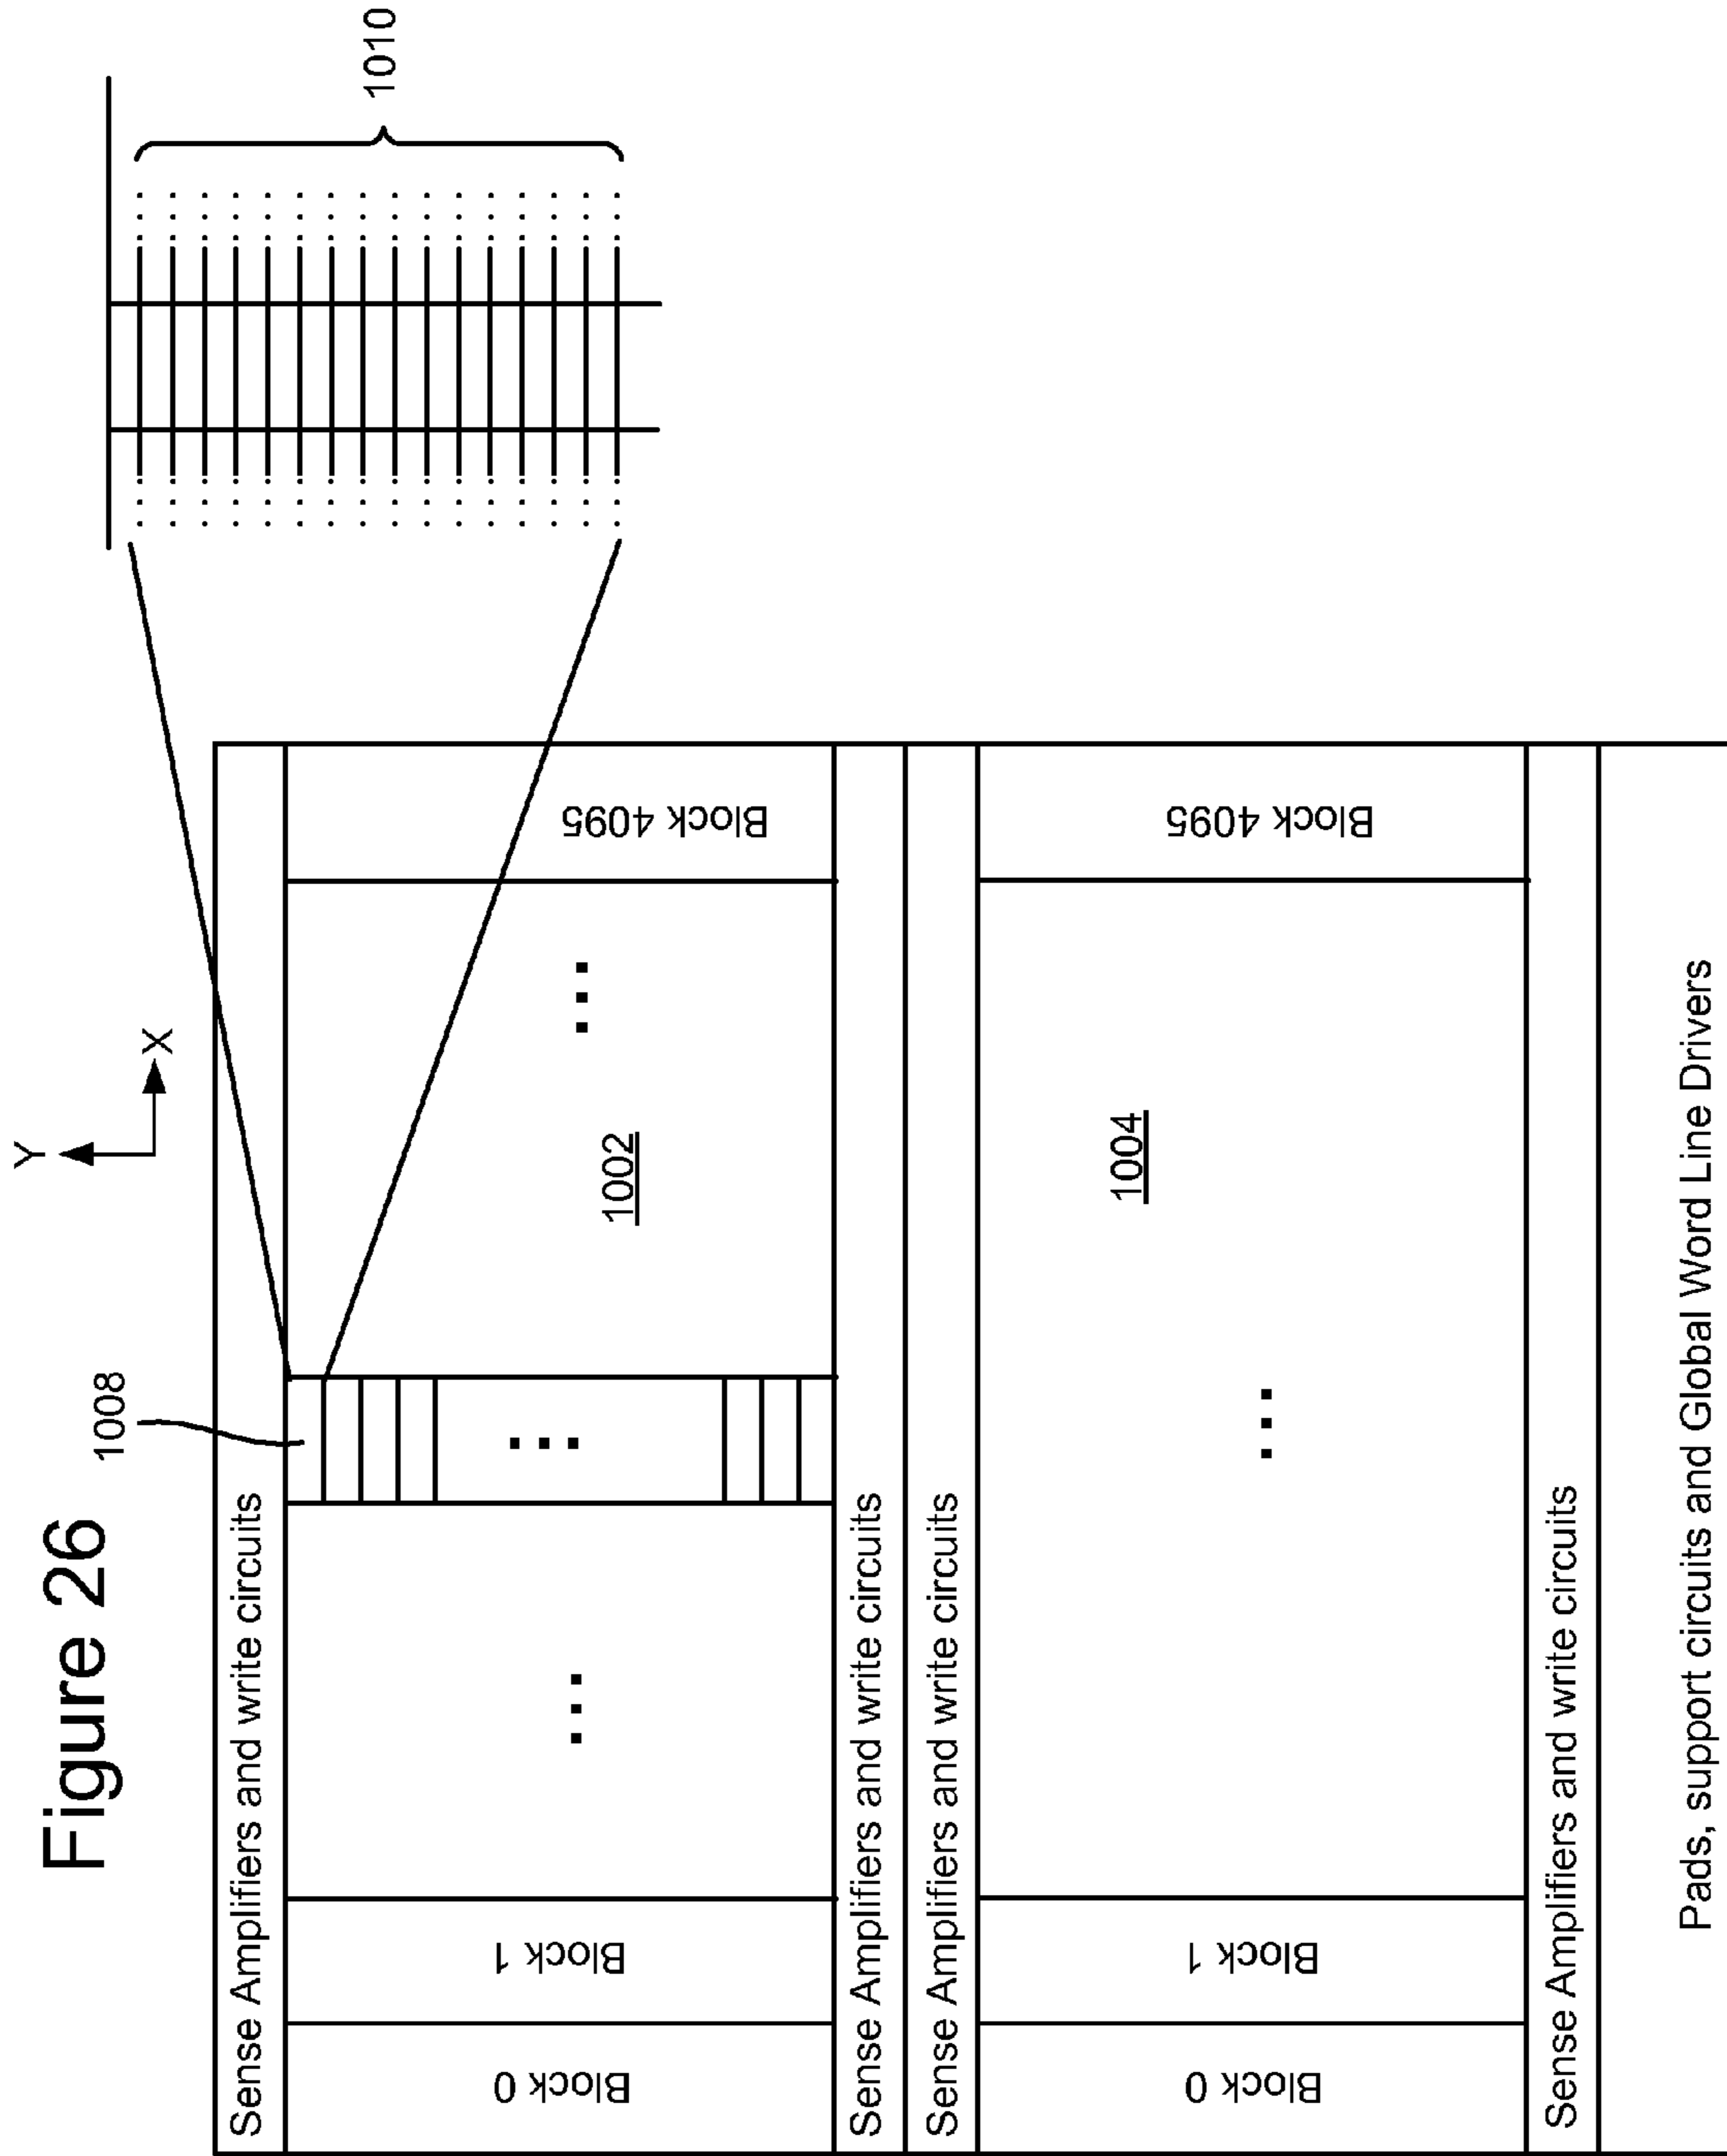 Figure 26
Y
X
1008
1010
Sense Amplifiers and write circuits
Block 0
Block 1
...
1002
...
Block 4095
Sense Amplifiers and write circuits
Sense Amplifiers and write circuits
Block 0
Block 1
...
1004
Block 4095
Sense Amplifiers and write circuits
Pads, support circuits and Global Word Line Drivers